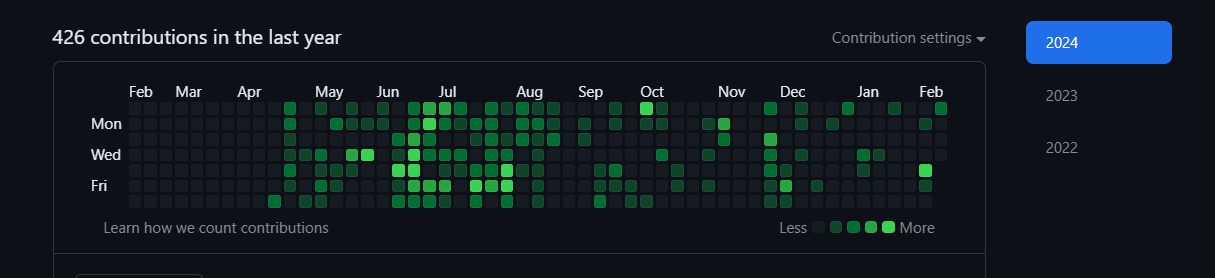 426 contributions in the last year
Contribution settings
2024
Feb Mar Apr May Jun Jul Aug Sep Oct Nov Dec Jan Feb
Mon
2023
Wed
2022
Fri
Learn how we count contributions
Less More